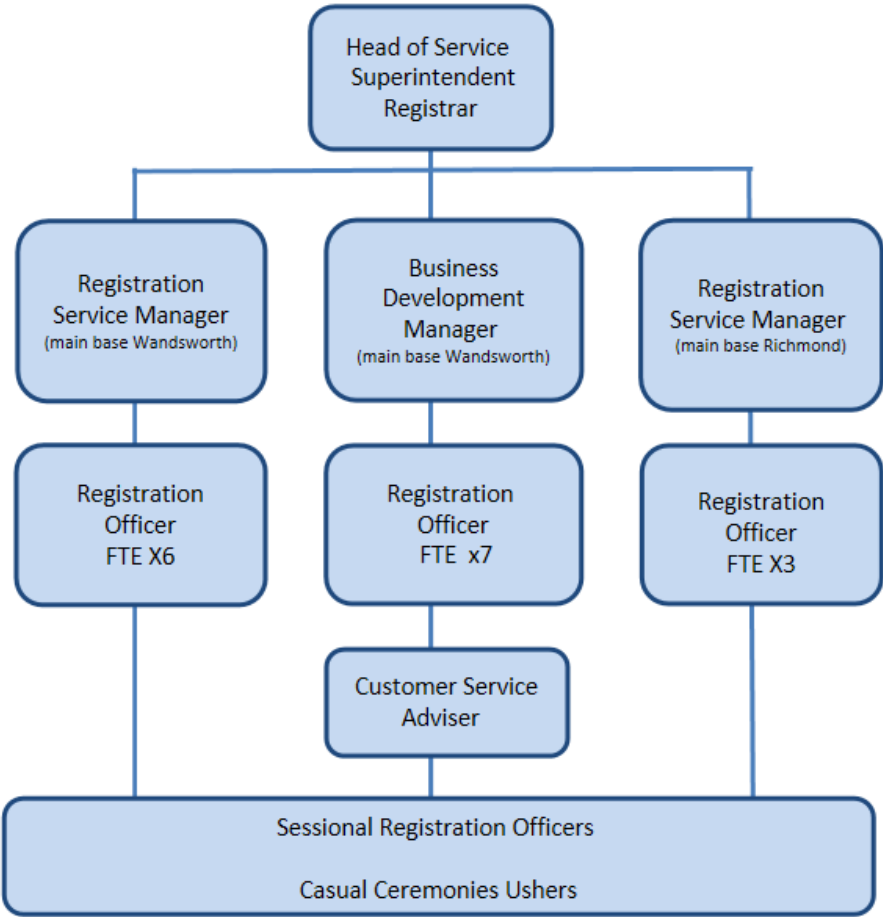 Head of Service
Superintendent
Registrar
Registration
Service Manager
(main base Wandsworth)
Business
Development
Manager
(main base Wandsworth)
Registration
Service Manager
(main base Richmond)
Registration
Officer
FTE X6
Registration
Officer
FTE x7
Registration
Officer
FTE X3
Customer Service
Adviser
Sessional Registration Officers
Casual Ceremonies Ushers